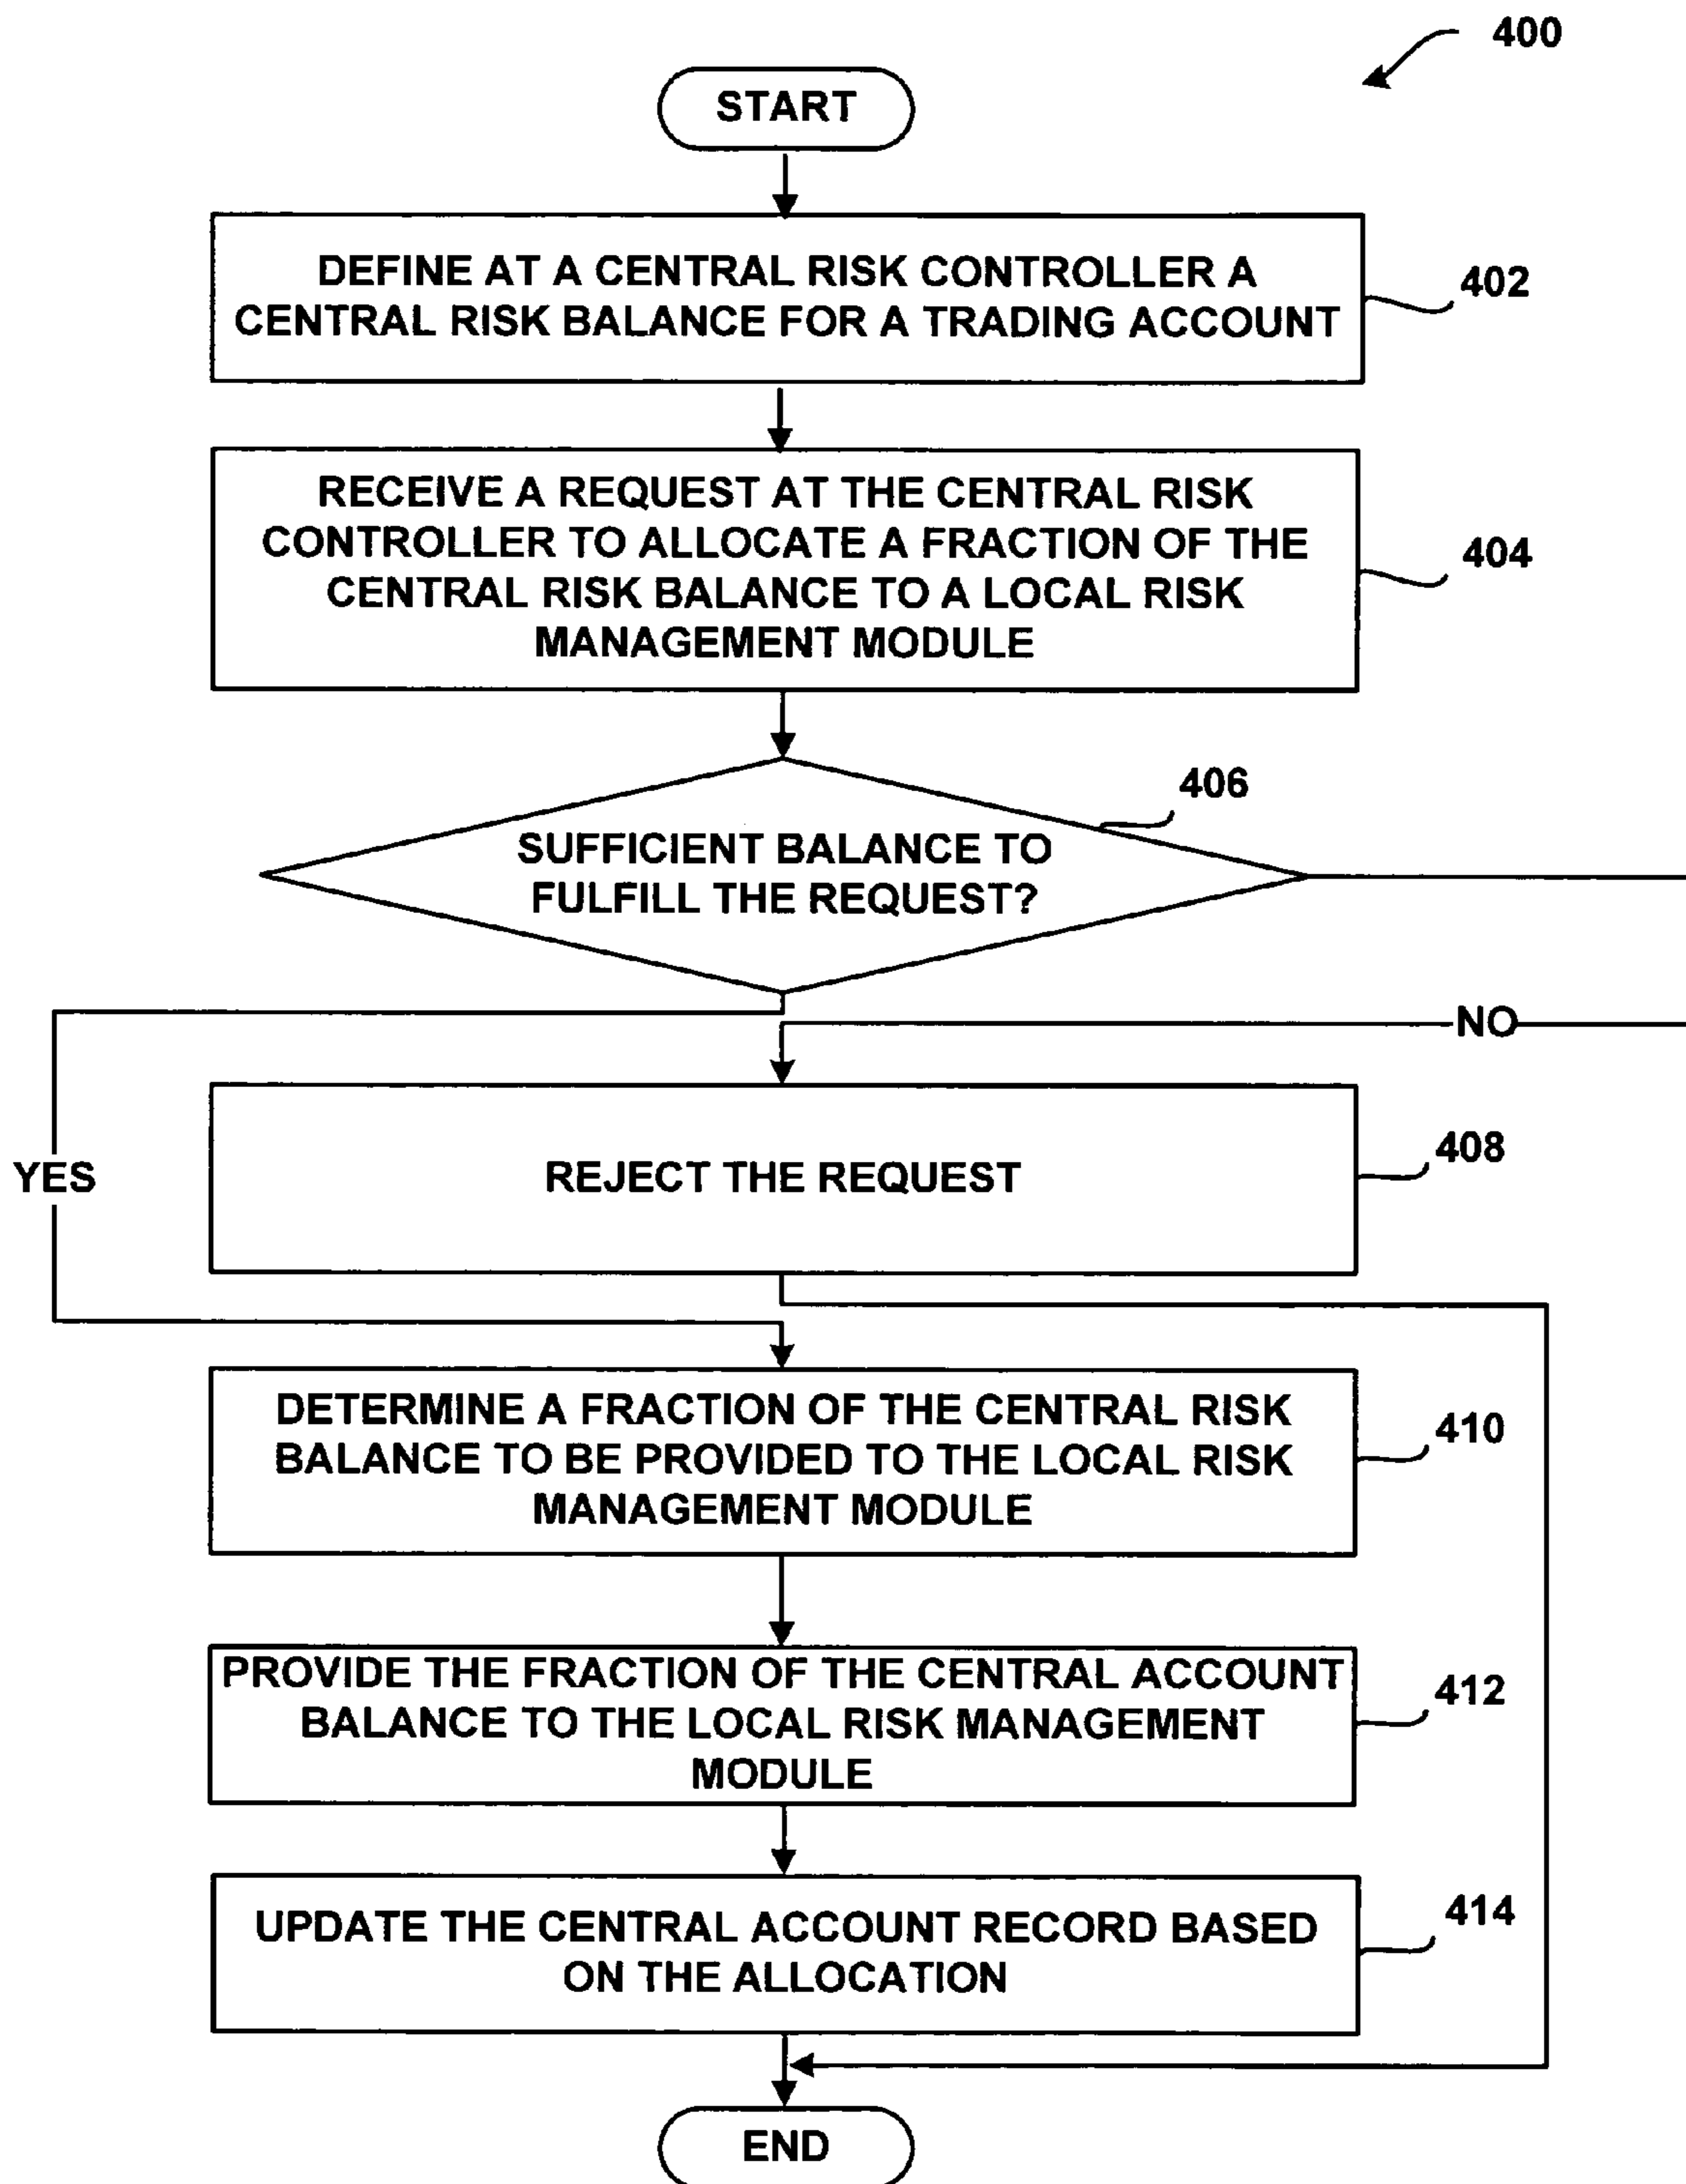 400
START
DEFINE AT A CENTRAL RISK CONTROLLER A
CENTRAL RISK BALANCE FOR A TRADING ACCOUNT
402
RECEIVE A REQUEST AT THE CENTRAL RISK
CONTROLLER TO ALLOCATE A FRACTION OF THE
CENTRAL RISK BALANCE TO A LOCAL RISK
MANAGEMENT MODULE
404
406
SUFFICIENT BALANCE TO
FULFILL THE REQUEST?
NO
YES
REJECT THE REQUEST
408
DETERMINE A FRACTION OF THE CENTRAL RISK
BALANCE TO BE PROVIDED TO THE LOCAL RISK
MANAGEMENT MODULE
410
PROVIDE THE FRACTION OF THE CENTRAL ACCOUNT
BALANCE TO THE LOCAL RISK MANAGEMENT
MODULE
412
UPDATE THE CENTRAL ACCOUNT RECORD BASED
ON THE ALLOCATION
414
END